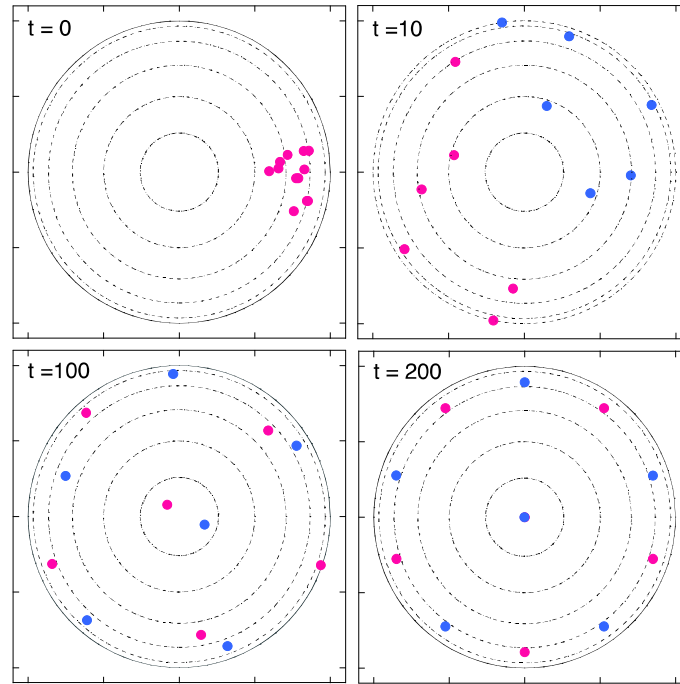 t = 0
t =10
t =100
t = 200